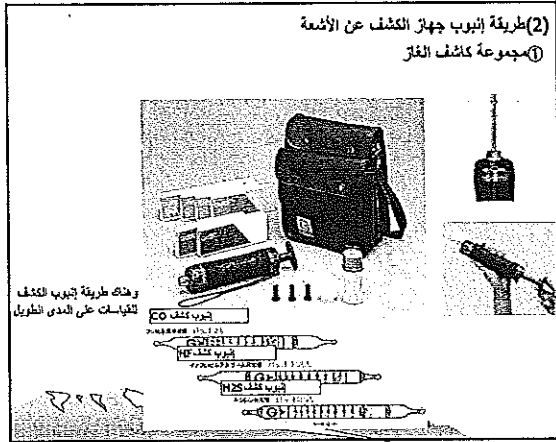 (2)طريقة إنبوب جهاز الكشف عن الأشعة
①مجموعة كاشف الغاز
وهناك طريقة إنبوب الكشف
للقياسات على المدى الطويل
إنبوب كشف CO
إنبوب كشف HF
إنبوب كشف H2S